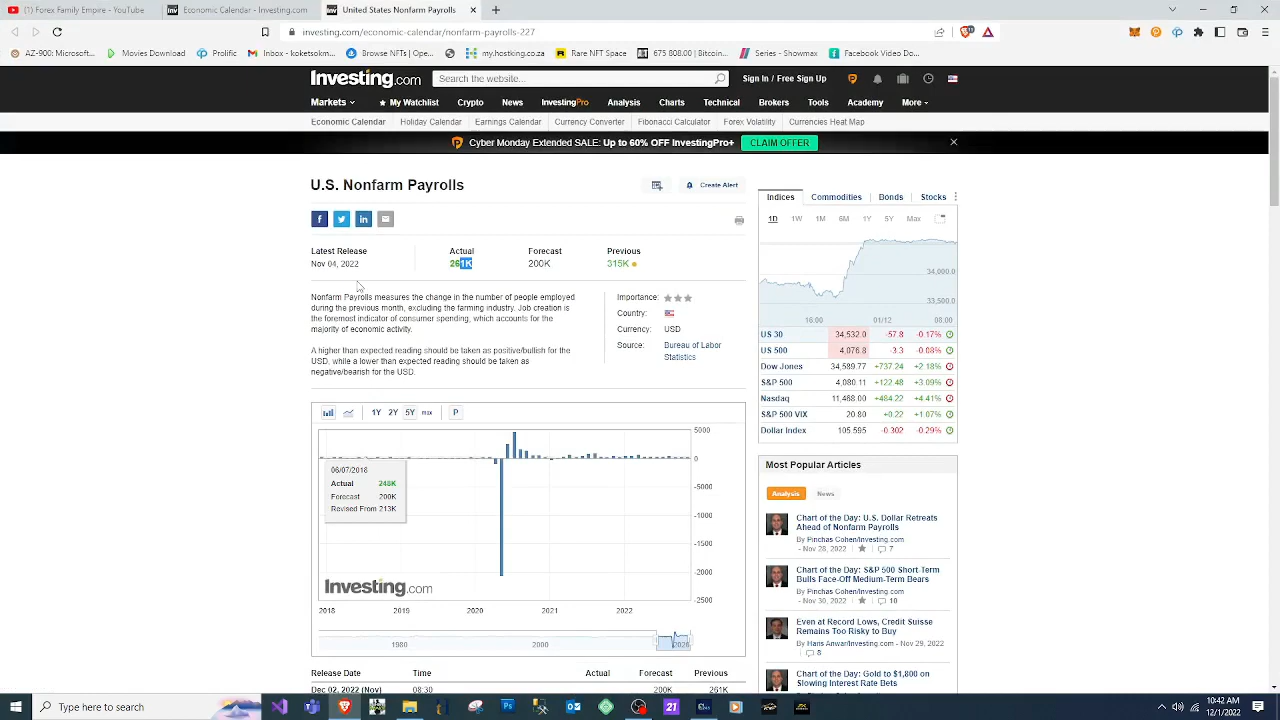 (1) Forex Family Empire - YouTube
Economic Calendar - Investing.com
United States Nonfarm Payrolls
investing.com/economic-calendar/nonfarm-payrolls-227
AZ-900: Microsoft...
Movies Download
Prolific
Inbox - koketsokm...
Browse NFTs | Ope...
my.hostking.co.za
Rare NFT Space
675 808.00 | Bitcoin...
Series - Showmax
Facebook Video Do...
Investing.com
Search the website...
Sign In / Free Sign Up
Markets
My Watchlist
Crypto
News
InvestingPro
Analysis
Charts
Technical
Brokers
Tools
Academy
More
Economic Calendar
Holiday Calendar
Earnings Calendar
Currency Converter
Fibonacci Calculator
Forex Volatility
Currencies Heat Map
Cyber Monday Extended SALE: Up to 60% OFF InvestingPro+
CLAIM OFFER
U.S. Nonfarm Payrolls
Create Alert
Latest Release
Nov 04, 2022
Actual
261K
Forecast
200K
Previous
315K
Nonfarm Payrolls measures the change in the number of people employed
during the previous month, excluding the farming industry. Job creation is
the foremost indicator of consumer spending, which accounts for the
majority of economic activity.
A higher than expected reading should be taken as positive/bullish for the
USD, while a lower than expected reading should be taken as
negative/bearish for the USD.
Importance:
Country:
Currency: USD
Source: Bureau of Labor
Statistics
1Y 2Y 5Y max P
5000
0
-5000
-1000
-1500
-2000
-2500
06/07/2018
Actual 248K
Forecast 200K
Revised From 213K
Investing.com
2018 2019 2020 2021 2022
1980 2000
Release Date Time Actual Forecast Previous
Dec 02, 2022 (Nov) 08:30 200K 261K
Indices Commodities Bonds Stocks
1D 1W 1M 6M 1Y 5Y Max
34,000.0
33,500.0
16:00 01/12 08:00
US 30 34,532.0 -57.8 -0.17%
US 500 4,076.8 -3.3 -0.08%
Dow Jones 34,589.77 +737.24 +2.18%
S&P 500 4,080.11 +122.48 +3.09%
Nasdaq 11,468.00 +484.22 +4.41%
S&P 500 VIX 20.80 +0.22 +1.07%
Dollar Index 105.595 -0.302 -0.29%
Most Popular Articles
Analysis News
Chart of the Day: U.S. Dollar Retreats
Ahead of Nonfarm Payrolls
By Pinchas Cohen/Investing.com
- Nov 28, 2022 7
Chart of the Day: S&P 500 Short-Term
Bulls Face-Off Medium-Term Bears
By Pinchas Cohen/Investing.com
- Nov 30, 2022 10
Even at Record Lows, Credit Suisse
Remains Too Risky to Buy
By Haris Anwar/Investing.com - Nov 29, 2022
8
Chart of the Day: Gold to $1,800 on
Slowing Interest Rate Bets
Type here to search
10:42 AM
12/1/2022